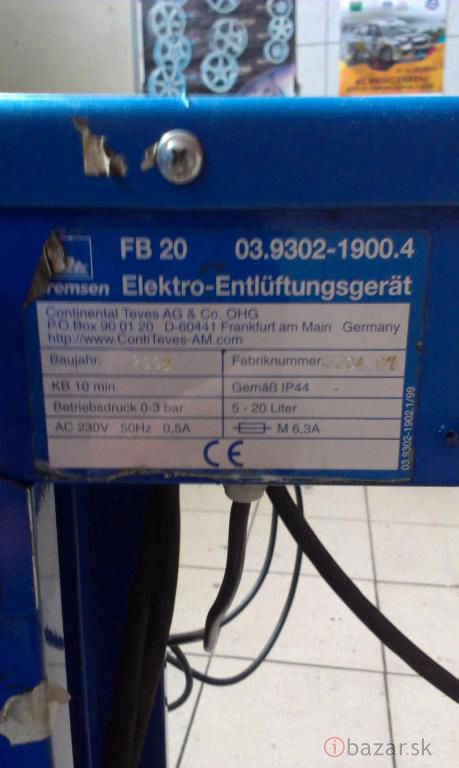 FB 20 03.9302-1900.4
Elektro-Entlüftungsgerät
Continental Teves AG & Co. OHG
P.O.Box 90 01 20 D-60441 Frankfurt am Main Germany
http://www.ContiTeves-AM.com
Baujahr: Fabriknummer:
KB 10 min Gemäß IP44
Betriebsdruck 0-3 bar 5 - 20 Liter
AC 230V 50Hz 0,5A M 6,3A
CE
03.9302-1902.1/99
ibazar.sk